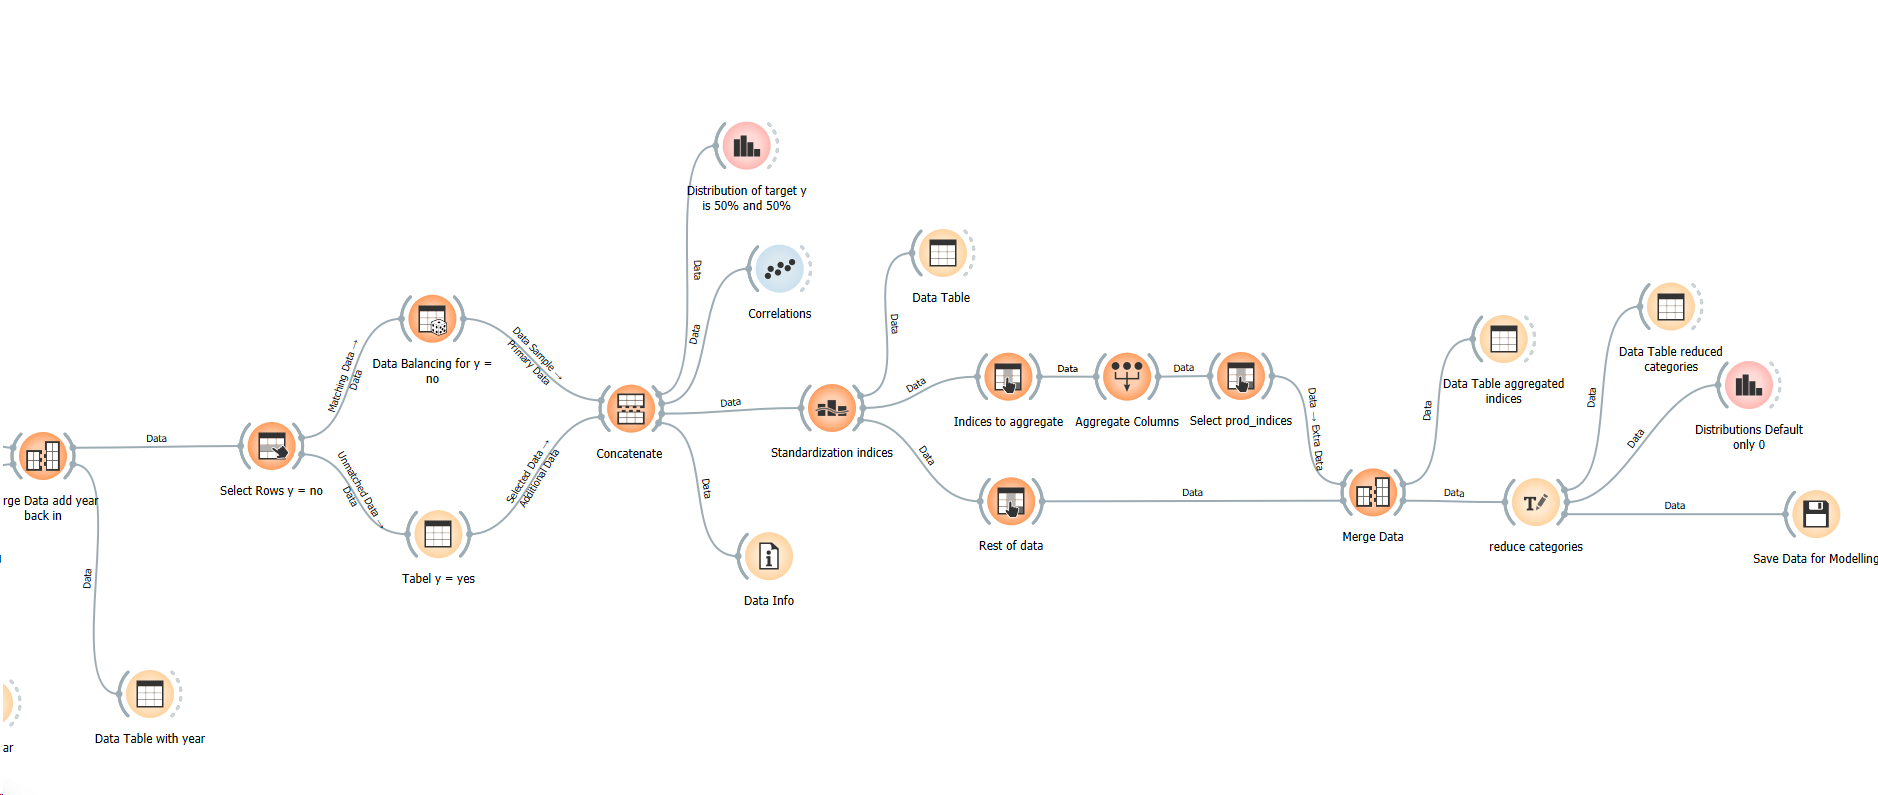 Distribution of target y
is 50% and 50%
Data
Correlations
Data
Data Table
Data
Data Balancing for y =
no
Matching Data →
Data
Data Sample →
Primary Data
Data
Select Rows y = no
rge Data add year
back in
Data
Data Table with year
ar
Unmatched Data →
Data
Tabel y = yes
Selected Data →
Additional Data
Concatenate
Data
Data
Data Info
Standardization indices
Data
Indices to aggregate
Data
Aggregate Columns
Data
Select prod_indices
Data → Extra Data
Data
Rest of data
Data
Merge Data
Data
Data Table aggregated
indices
Data
reduce categories
Data
Data Table reduced
categories
Data
Distributions Default
only 0
Data
Save Data for Modelling